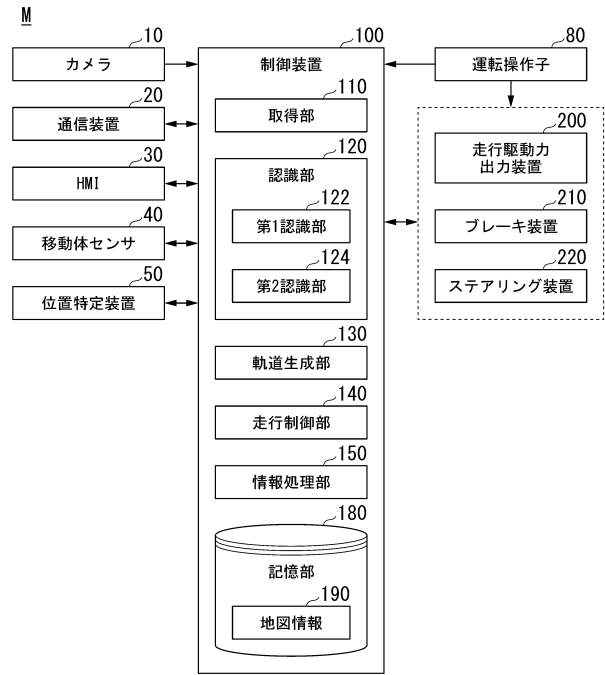 M
10
カメラ
20
通信装置
30
HMI
40
移動体センサ
50
位置特定装置
100
制御装置
110
取得部
120
認識部
122
第1認識部
124
第2認識部
130
軌道生成部
140
走行制御部
150
情報処理部
180
記憶部
190
地図情報
80
運転操作子
200
走行駆動力
出力装置
210
ブレーキ装置
220
ステアリング装置